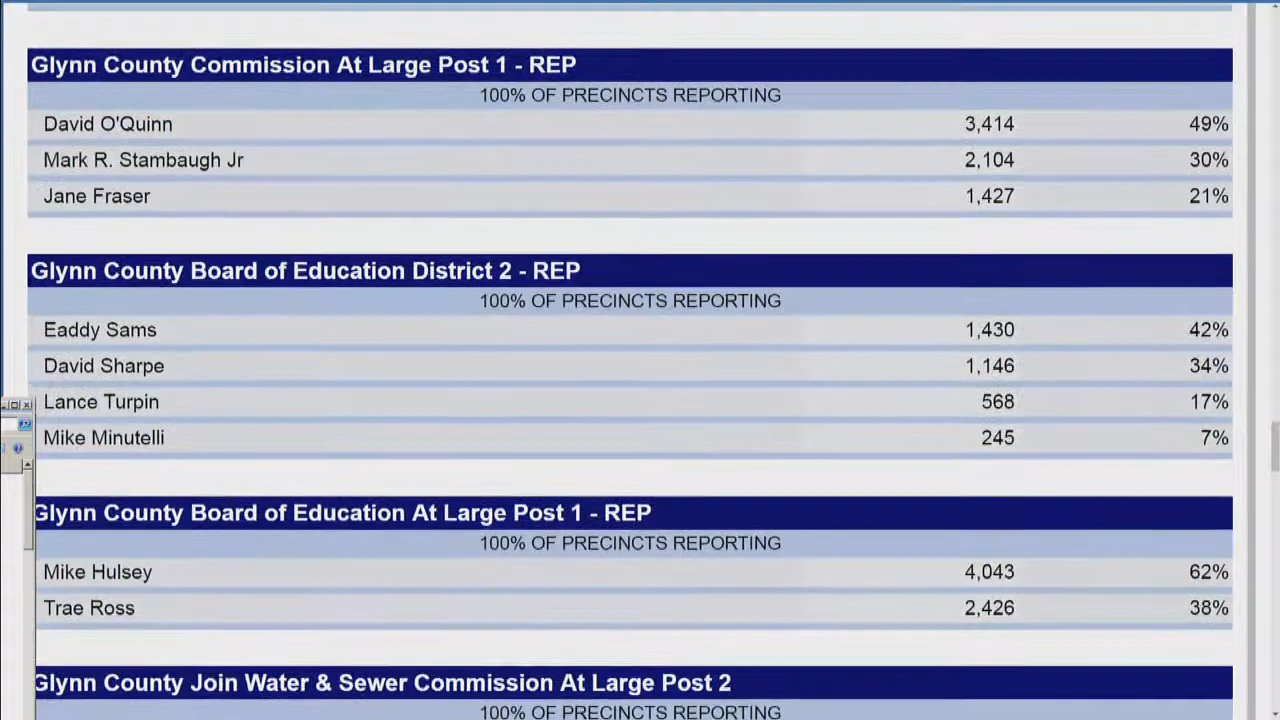 Glynn County Commission At Large Post 1 - REP
100% OF PRECINCTS REPORTING
David O'Quinn 3,414 49%
Mark R. Stambaugh Jr 2,104 30%
Jane Fraser 1,427 21%
Glynn County Board of Education District 2 - REP
100% OF PRECINCTS REPORTING
Eaddy Sams 1,430 42%
David Sharpe 1,146 34%
Lance Turpin 568 17%
Mike Minutelli 245 7%
Glynn County Board of Education At Large Post 1 - REP
100% OF PRECINCTS REPORTING
Mike Hulsey 4,043 62%
Trae Ross 2,426 38%
Glynn County Join Water & Sewer Commission At Large Post 2
100% OF PRECINCTS REPORTING